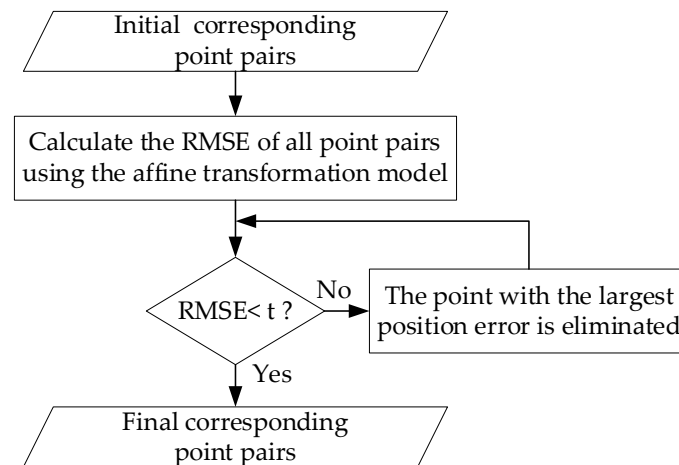 Initial corresponding
point pairs
Calculate the RMSE of all point pairs
using the affine transformation model
RMSE< t ?
No
The point with the largest
position error is eliminated
Yes
Final corresponding
point pairs